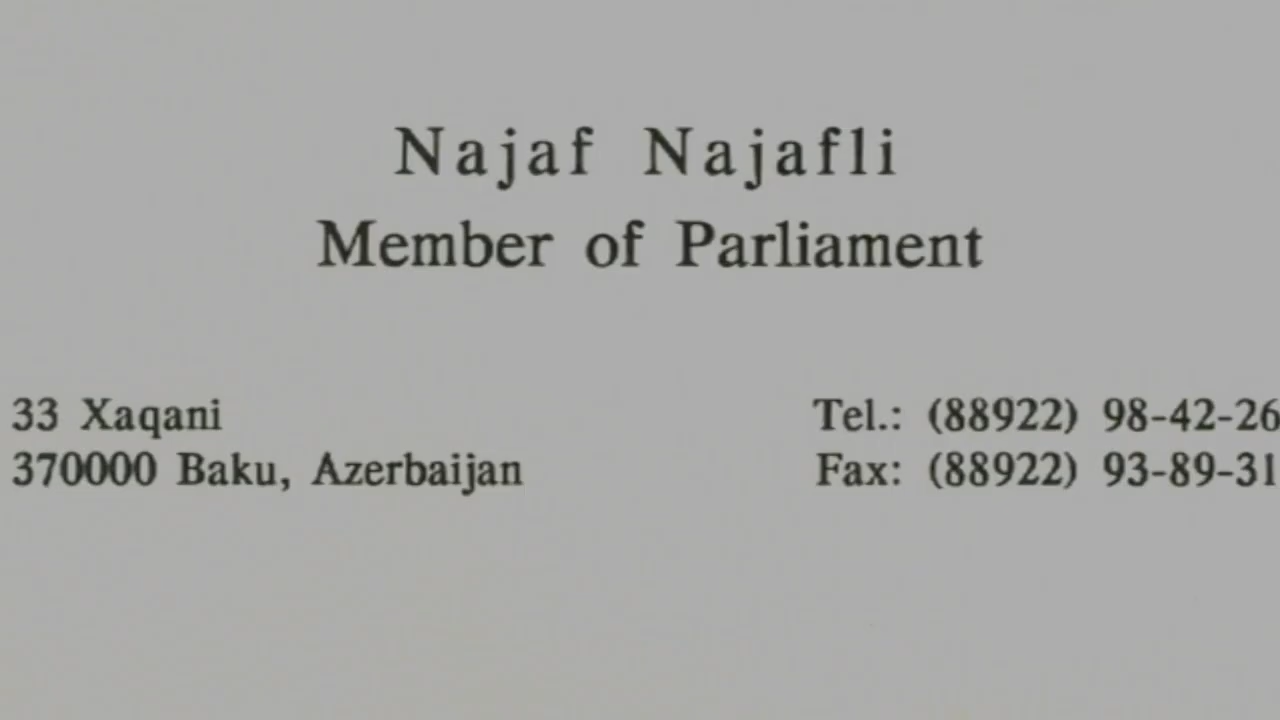 Najaf Najafli
Member of Parliament
33 Xaqani
370000 Baku, Azerbaijan
Tel.: (88922) 98-42-26
Fax: (88922) 93-89-31